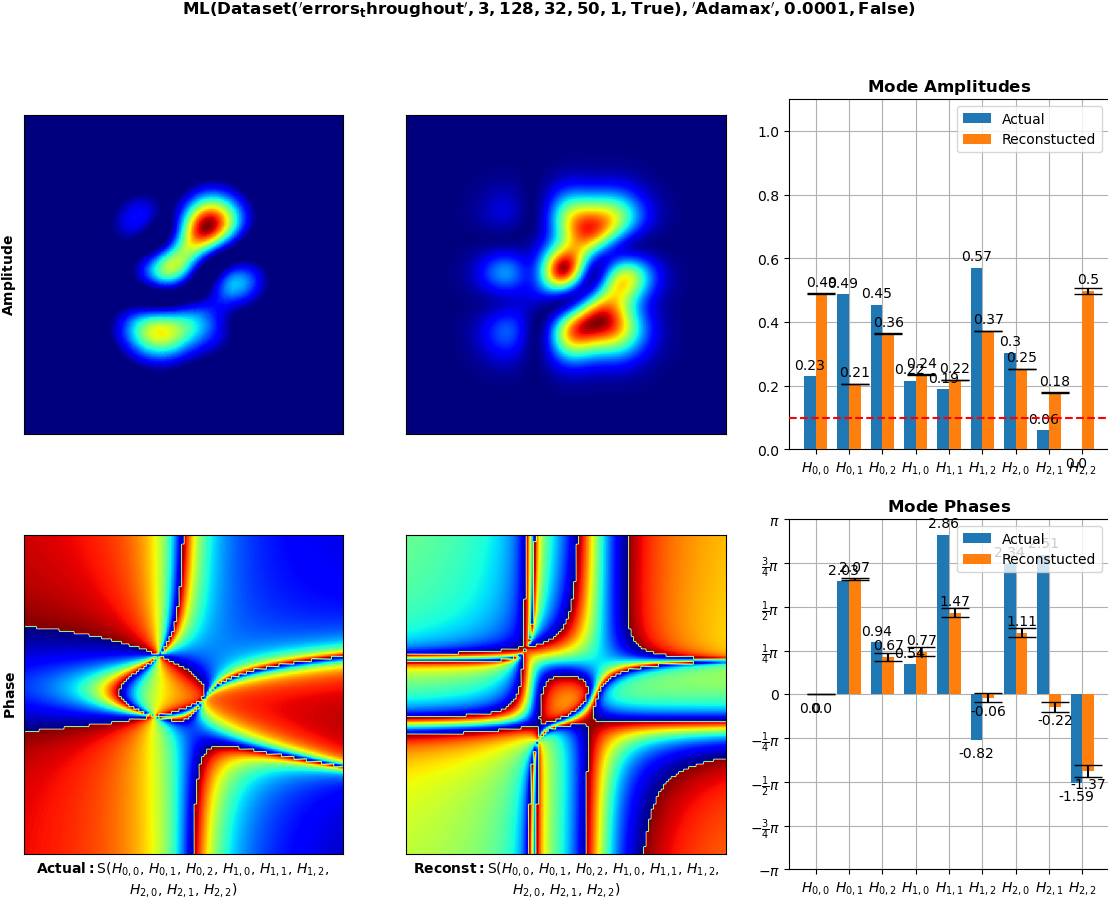 ML(Dataset('errors_throughout', 3, 128, 32, 50, 1, True), 'Adamax', 0.0001, False)
Amplitude
Mode Amplitudes
Actual
Reconstucted
1.0
0.8
0.6
0.4
0.2
0.0
0.23 0.49 0.45 0.22 0.19 0.57 0.3 0.06 0.0
0.21 0.36 0.24 0.22 0.37 0.25 0.18 0.5
H0,0 H0,1 H0,2 H1,0 H1,1 H1,2 H2,0 H2,1 H2,2
Phase
Mode Phases
Actual
Reconstucted
π
3/4π
1/2π
1/4π
0
−1/4π
−1/2π
−3/4π
−π
0.0 2.03 0.94 0.54 2.86 -0.82 2.34 2.51 -1.59
0.0 2.07 0.67 0.77 1.47 -0.06 1.11 -0.22 -1.37
H0,0 H0,1 H0,2 H1,0 H1,1 H1,2 H2,0 H2,1 H2,2
Actual: S(H0,0, H0,1, H0,2, H1,0, H1,1, H1,2,
H2,0, H2,1, H2,2)
Reconst: S(H0,0, H0,1, H0,2, H1,0, H1,1, H1,2,
H2,0, H2,1, H2,2)